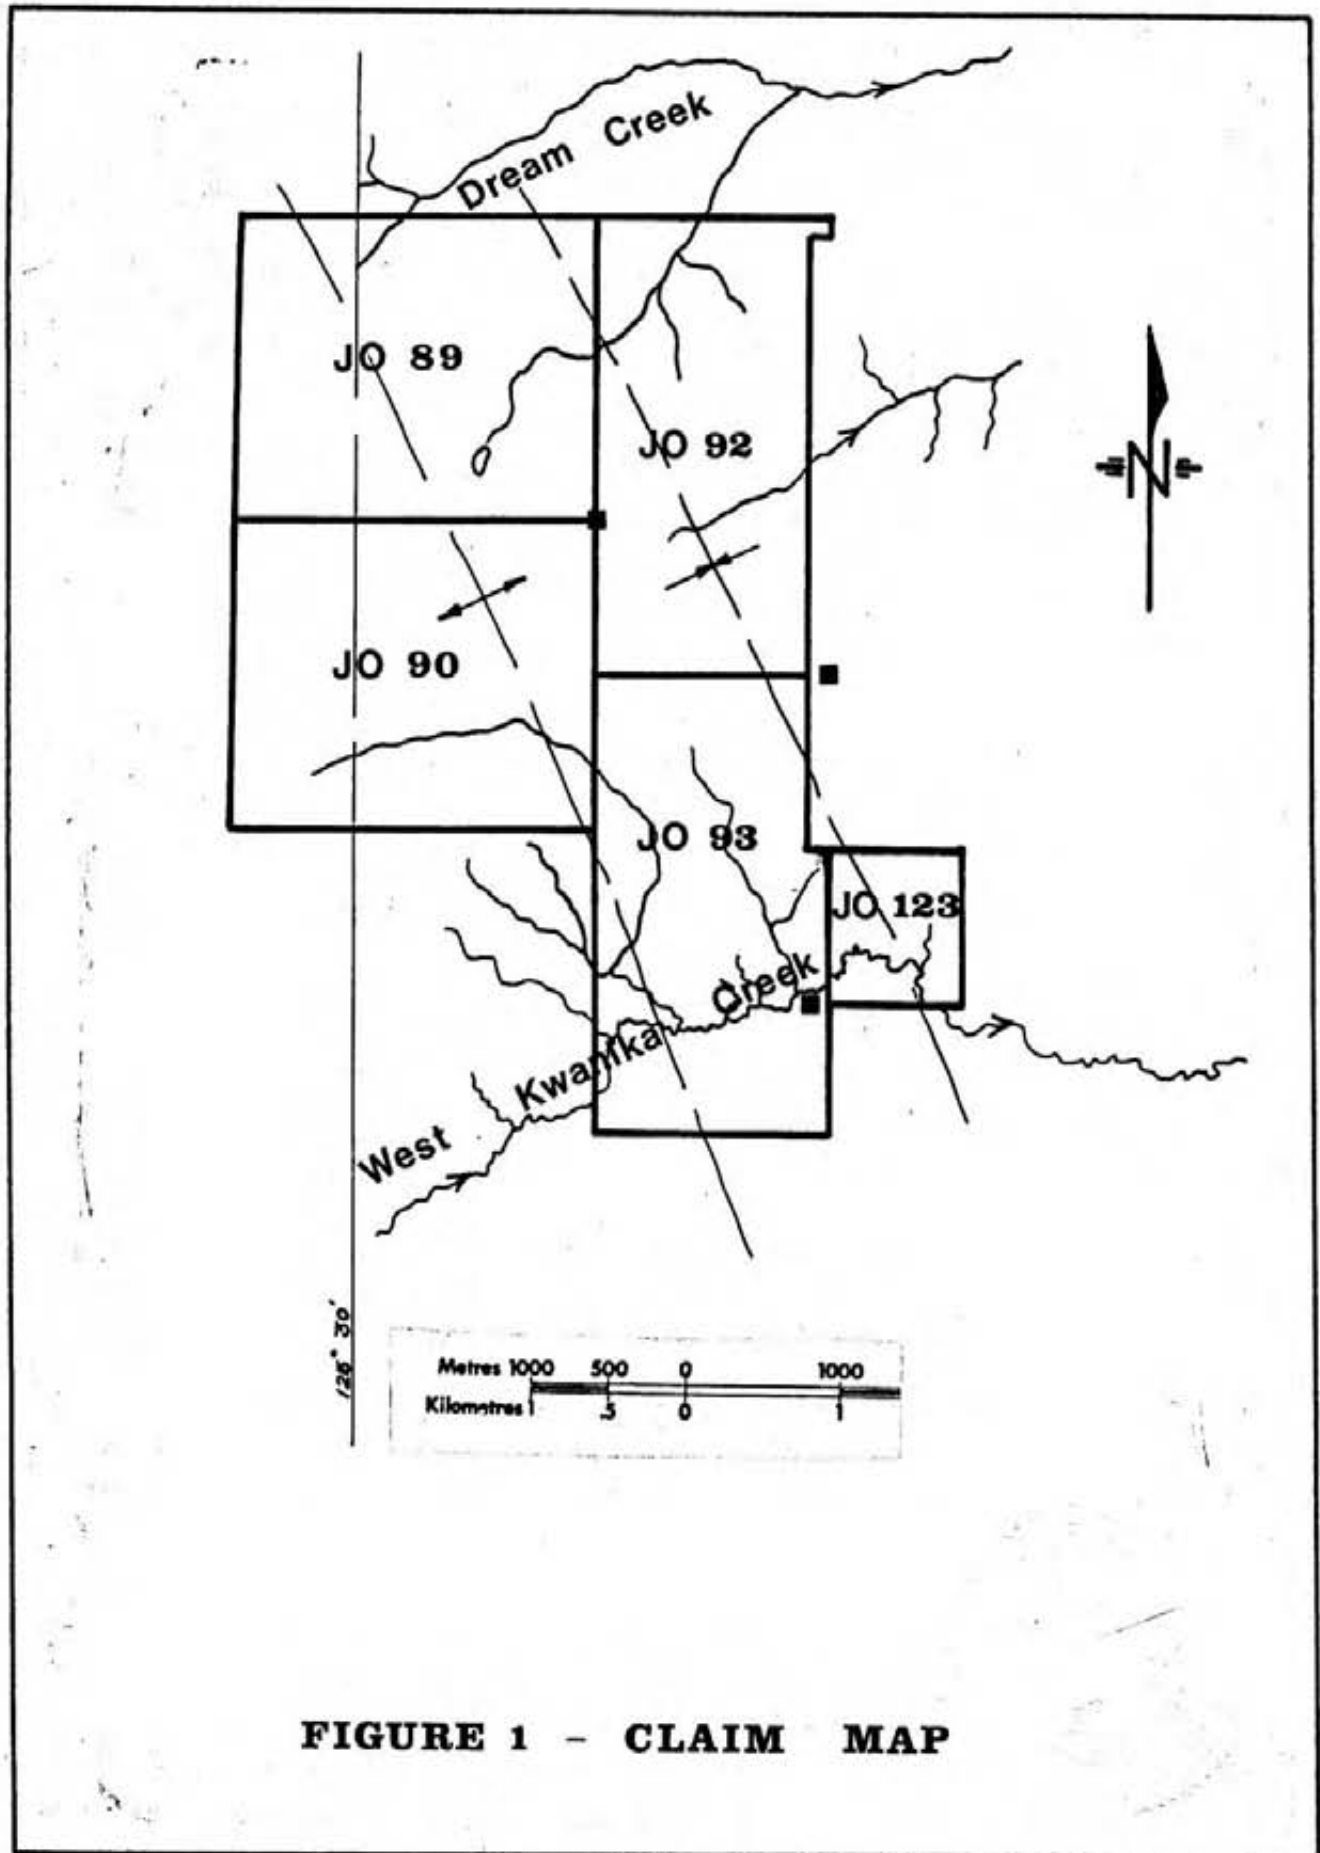 Dream Creek
JO 89
JO 92
N
JO 90
JO 93
JO 123
West Kwanika Creek
125° 30'
Metres 1000 500 0 1000
Kilometres 1 .5 0 1
FIGURE 1 - CLAIM MAP